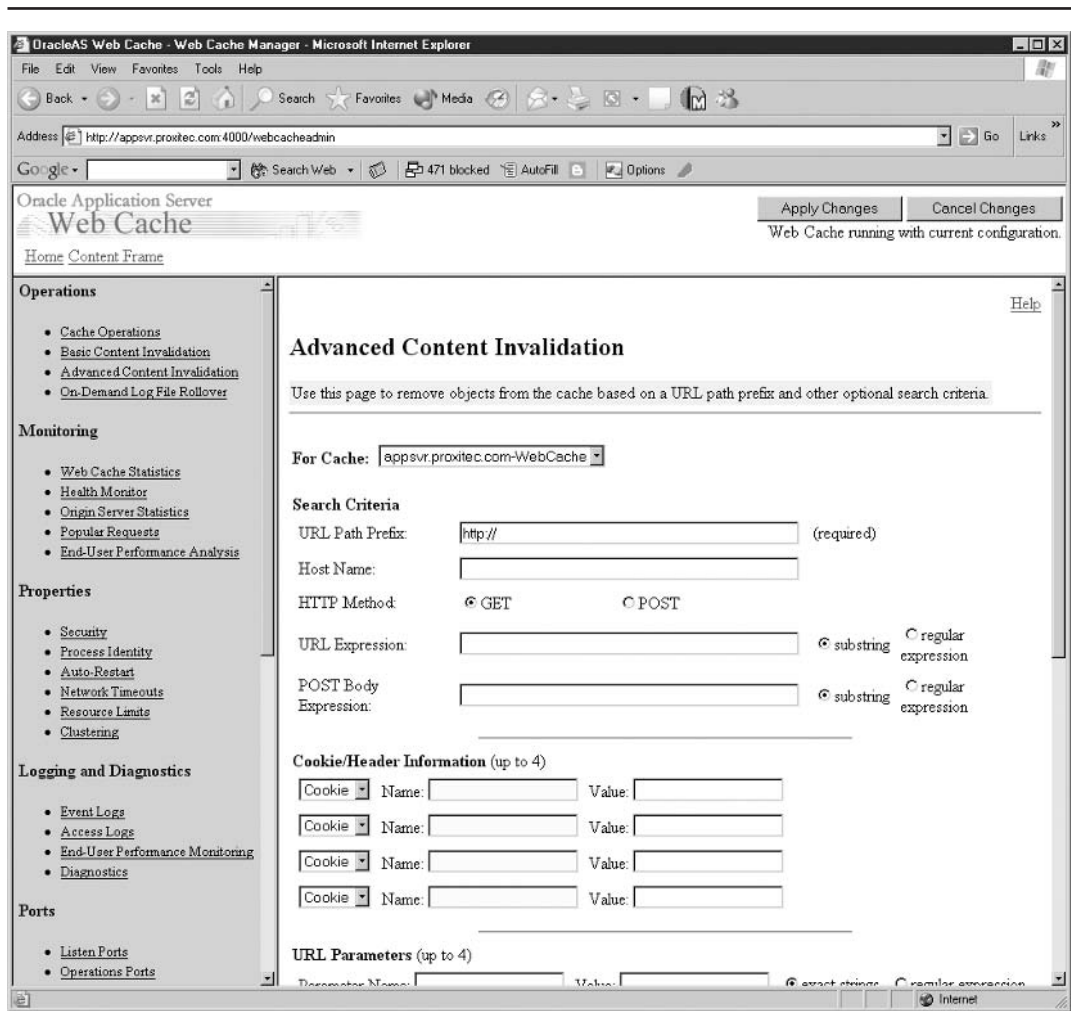 OracleAS Web Cache - Web Cache Manager - Microsoft Internet Explorer
File Edit View Favorites Tools Help
Back Search Favorites Media
Address http://appsvr.proxitec.com:4000/webcacheadmin Go Links »
Google Search Web 471 blocked AutoFill Options
Oracle Application Server
Web Cache
Home Content Frame
Apply Changes Cancel Changes
Web Cache running with current configuration.
Operations
Cache Operations
Basic Content Invalidation
Advanced Content Invalidation
On-Demand Log File Rollover
Monitoring
Web Cache Statistics
Health Monitor
Origin Server Statistics
Popular Requests
End-User Performance Analysis
Properties
Security
Process Identity
Auto-Restart
Network Timeouts
Resource Limits
Clustering
Logging and Diagnostics
Event Logs
Access Logs
End-User Performance Monitoring
Diagnostics
Ports
Listen Ports
Operations Ports
Help
Advanced Content Invalidation
Use this page to remove objects from the cache based on a URL path prefix and other optional search criteria.
For Cache: appsvr.proxitec.com-WebCache
Search Criteria
URL Path Prefix: http:// (required)
Host Name:
HTTP Method: GET POST
URL Expression: substring regular expression
POST Body Expression: substring regular expression
Cookie/Header Information (up to 4)
Cookie Name: Value:
Cookie Name: Value:
Cookie Name: Value:
Cookie Name: Value:
URL Parameters (up to 4)
Parameter Name: Value: exact strings regular expression
Internet